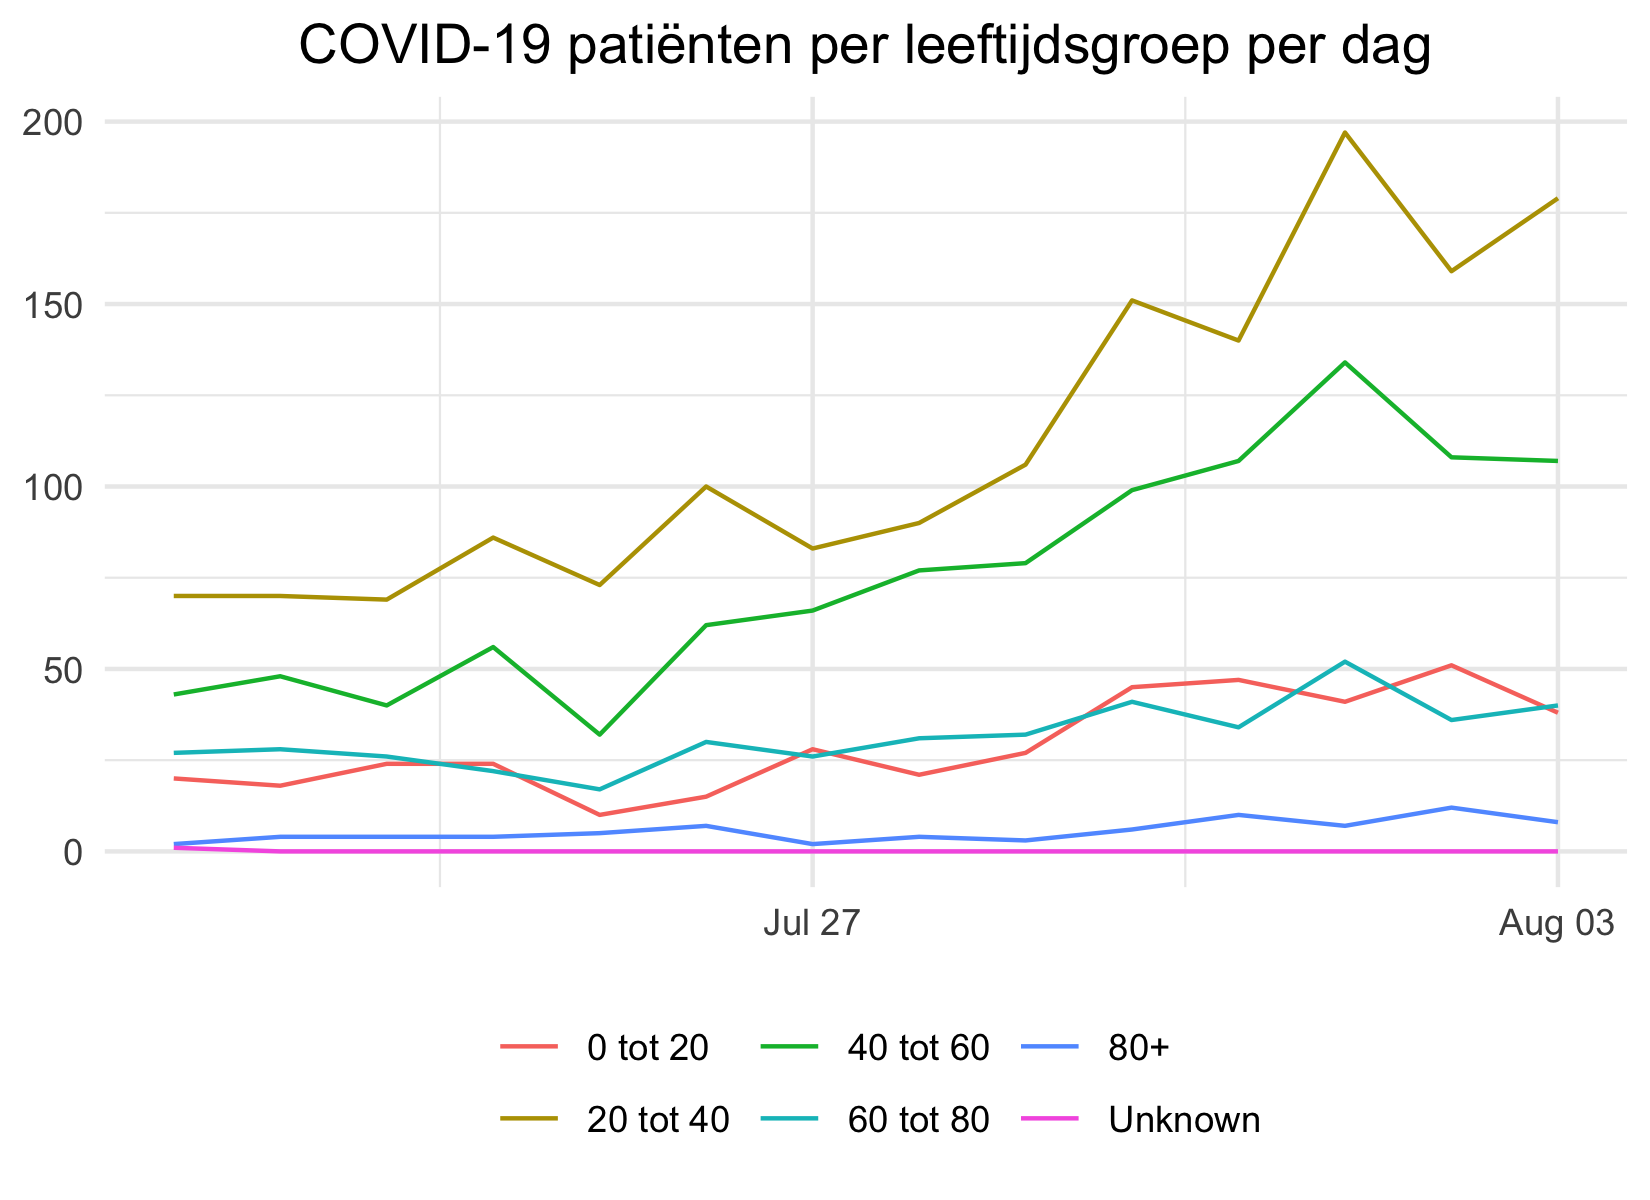 COVID-19 patiënten per leeftijdsgroep per dag
200
150
100
50
0
Jul 27 Aug 03
0 tot 20 40 tot 60 80+
20 tot 40 60 tot 80 Unknown